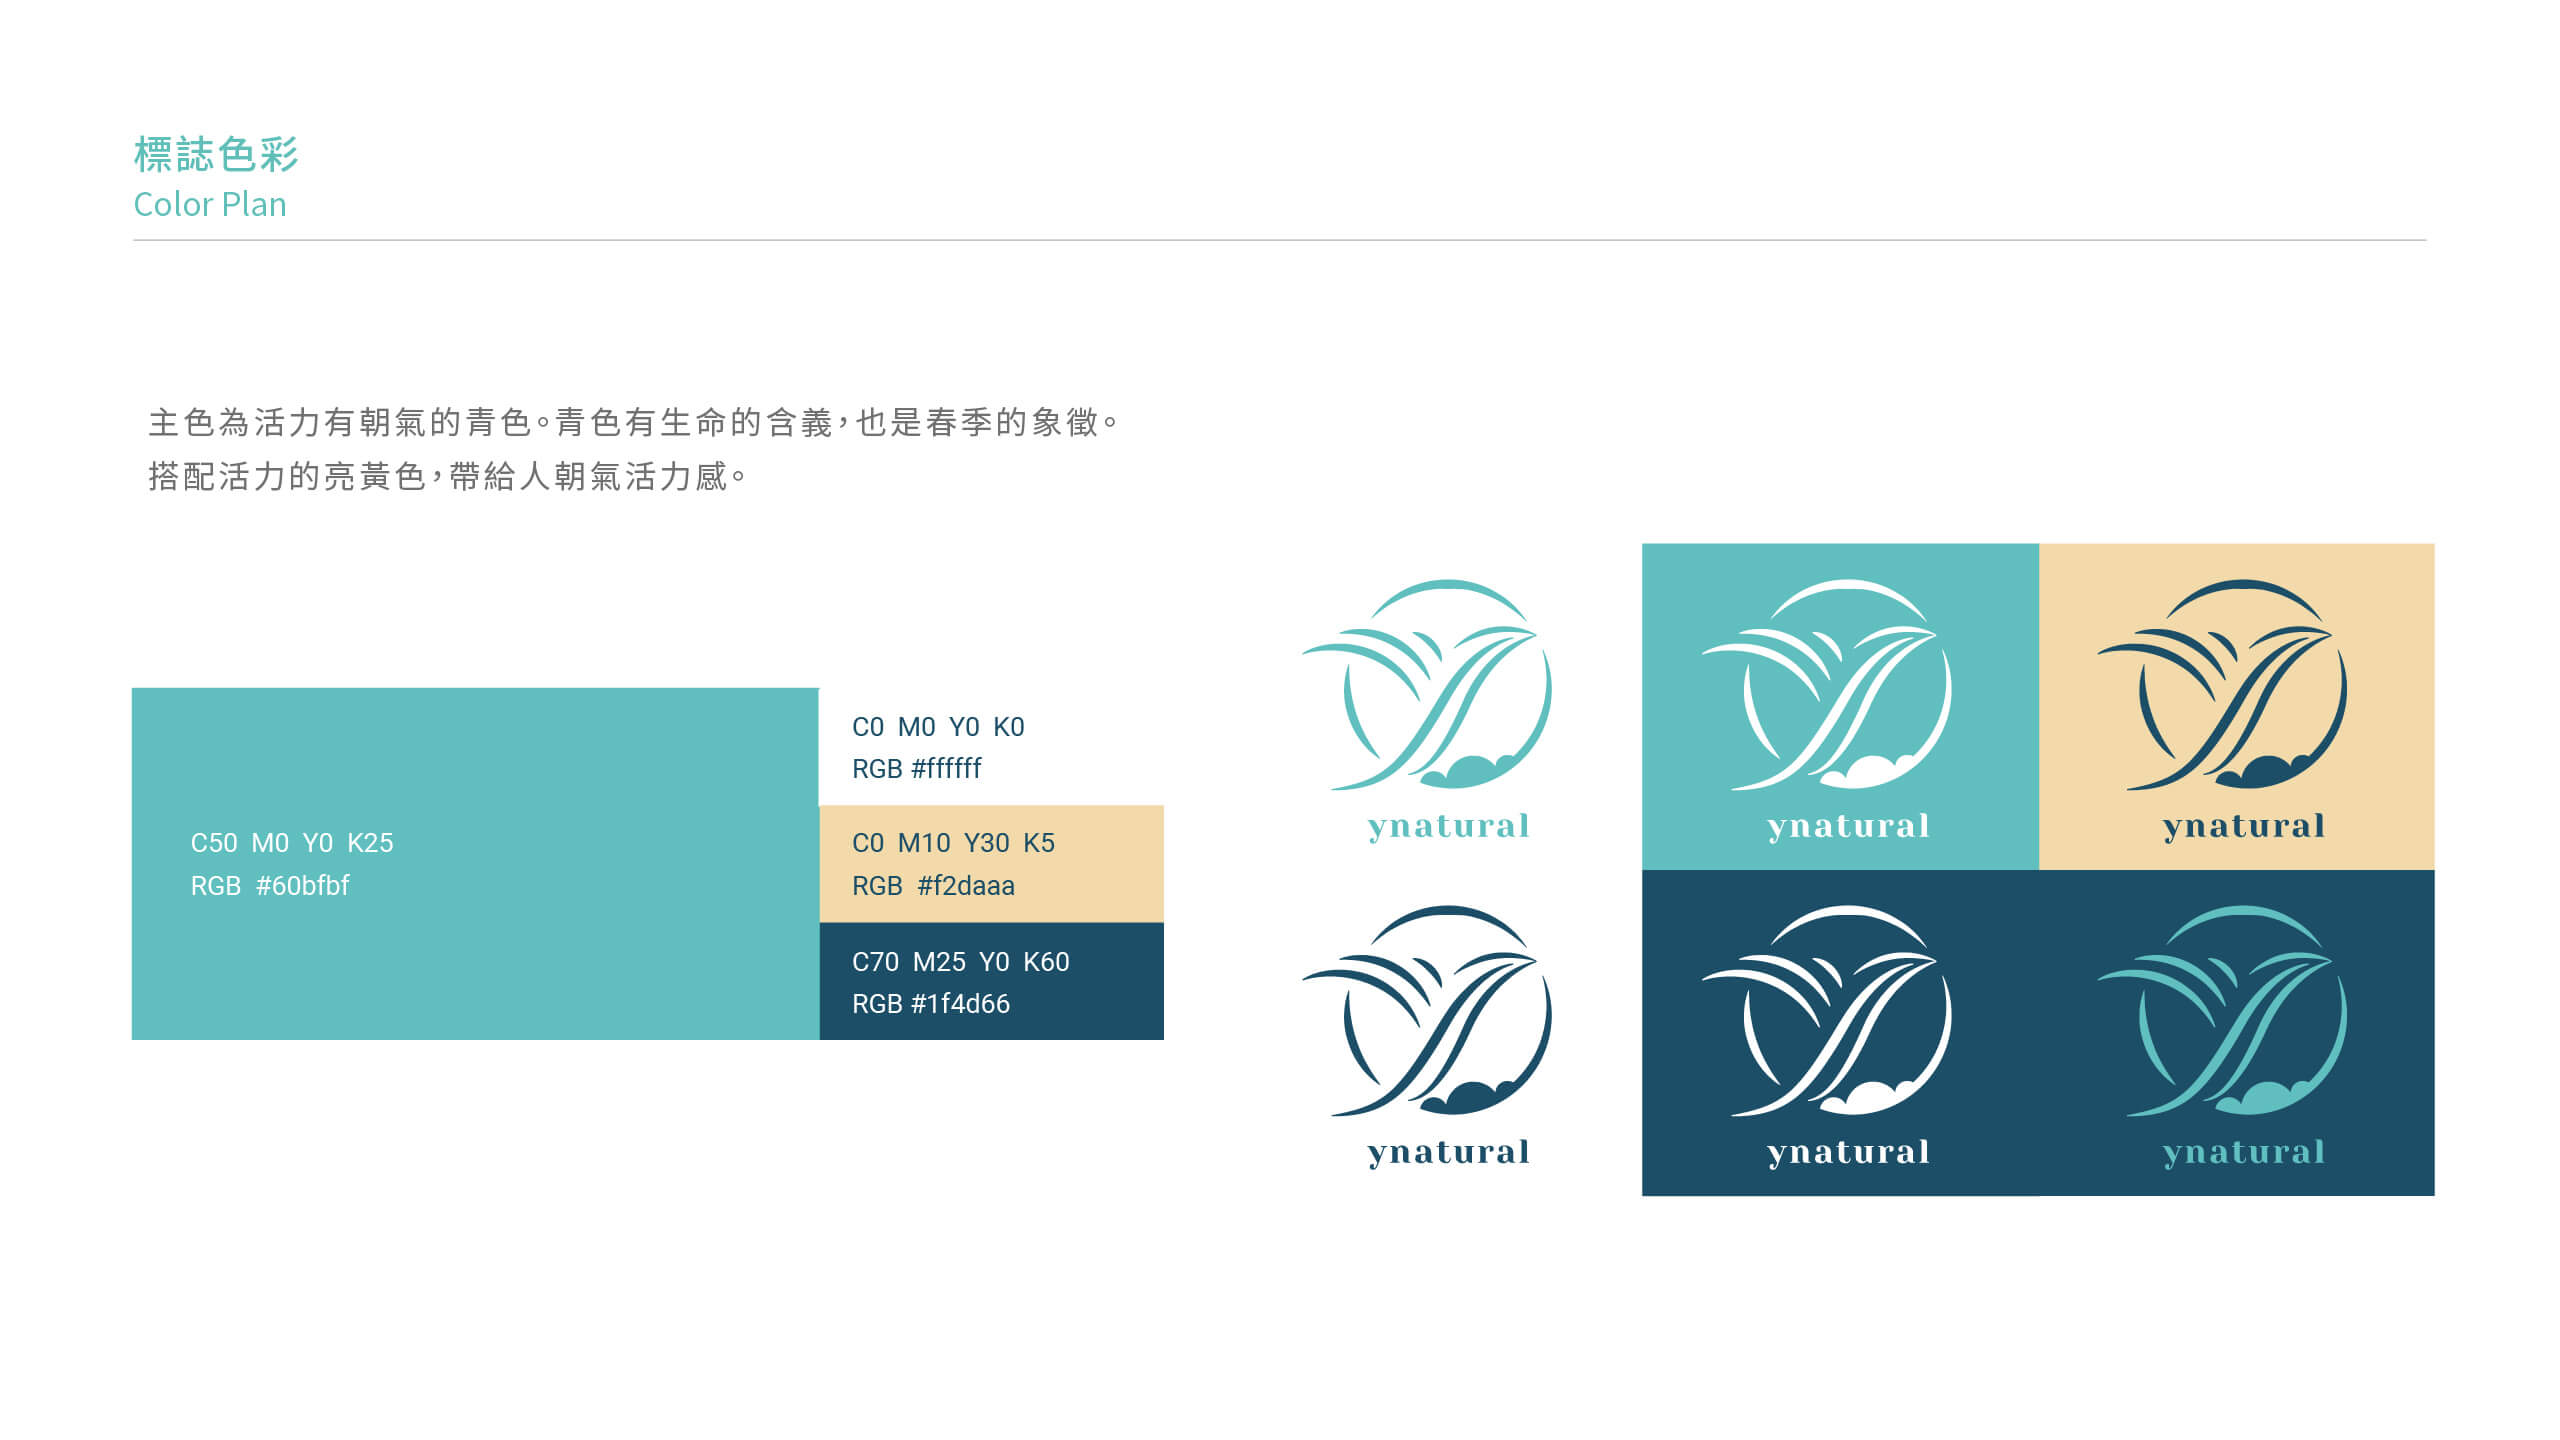 標誌色彩
Color Plan
主色為活力有朝氣的青色。青色有生命的含義，也是春季的象徵。
搭配活力的亮黃色，帶給人朝氣活力感。
C50 M0 Y0 K25
RGB #60bfbf
C0 M0 Y0 K0
RGB #ffffff
C0 M10 Y30 K5
RGB #f2daaa
C70 M25 Y0 K60
RGB #1f4d66
ynatural
ynatural
ynatural
ynatural
ynatural
ynatural